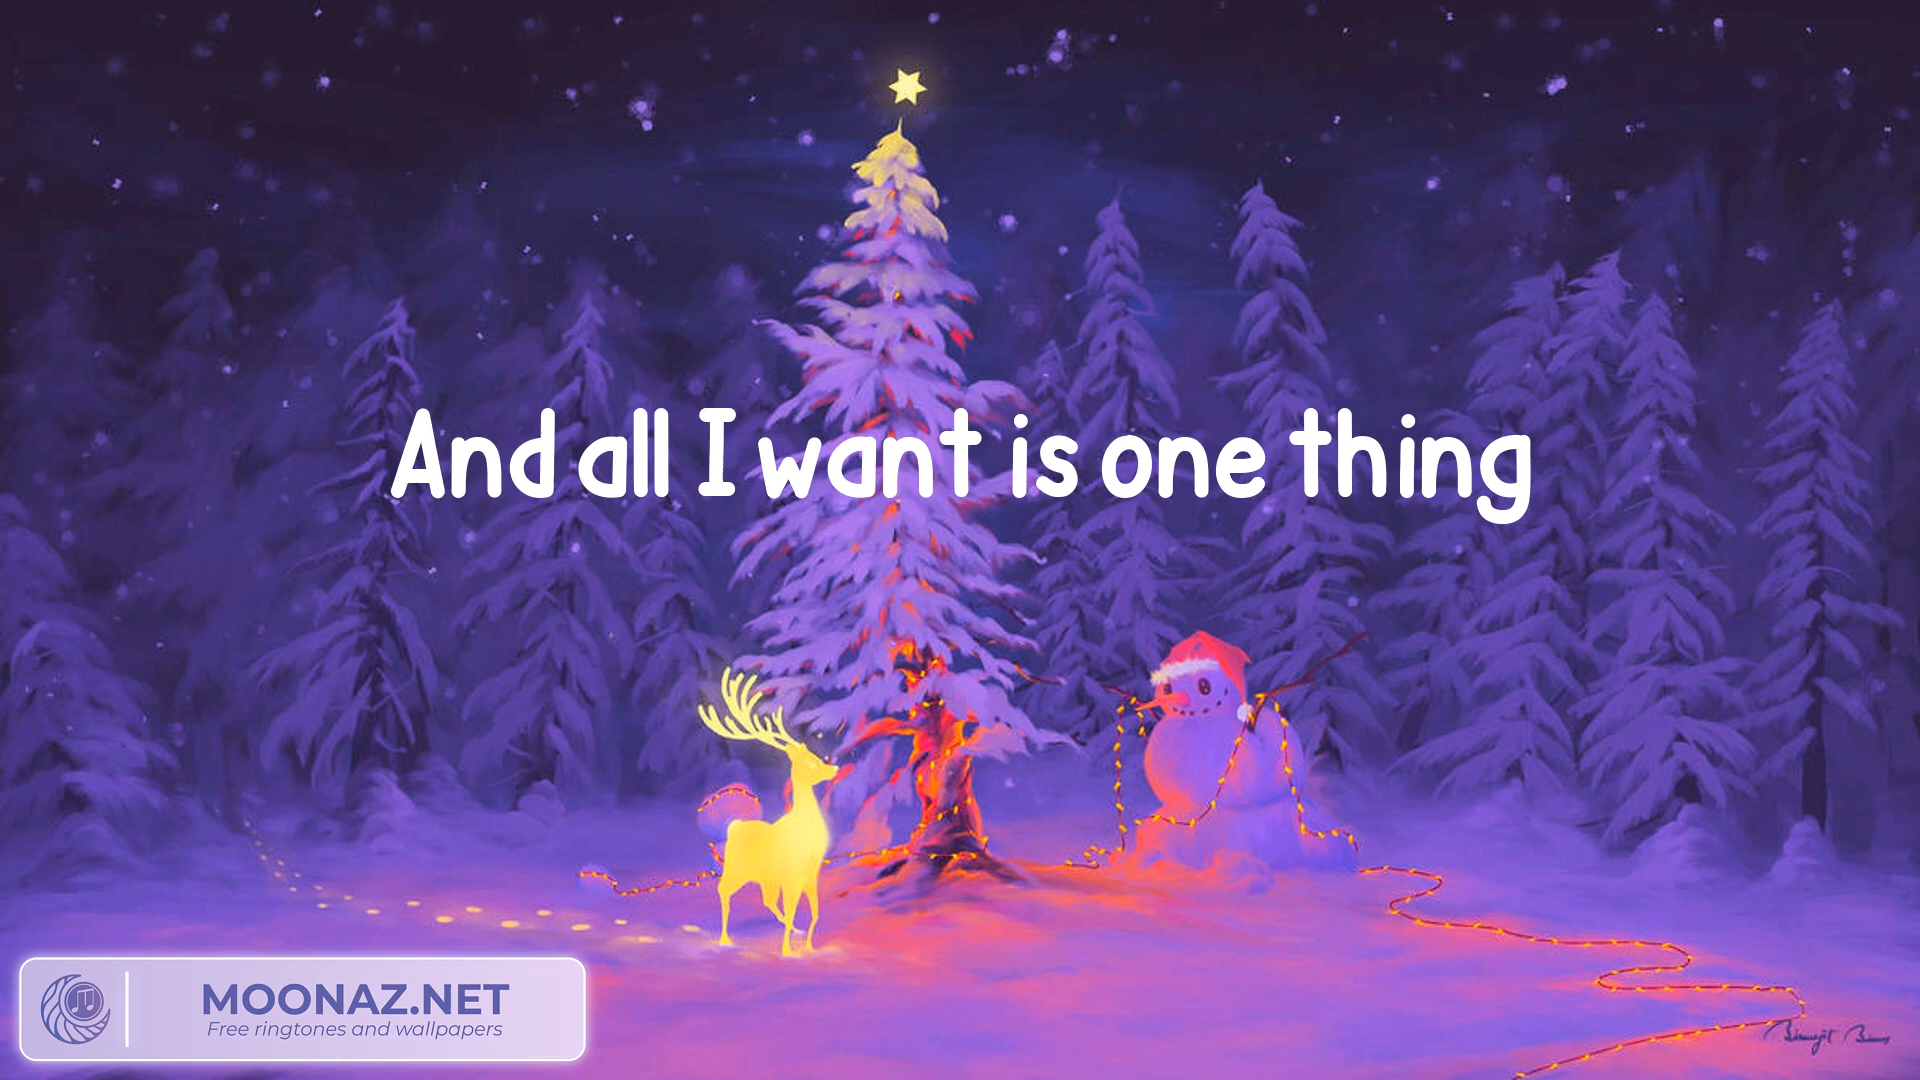 And all I want is one thing
MOONAZ.NET
Free ringtones and wallpapers